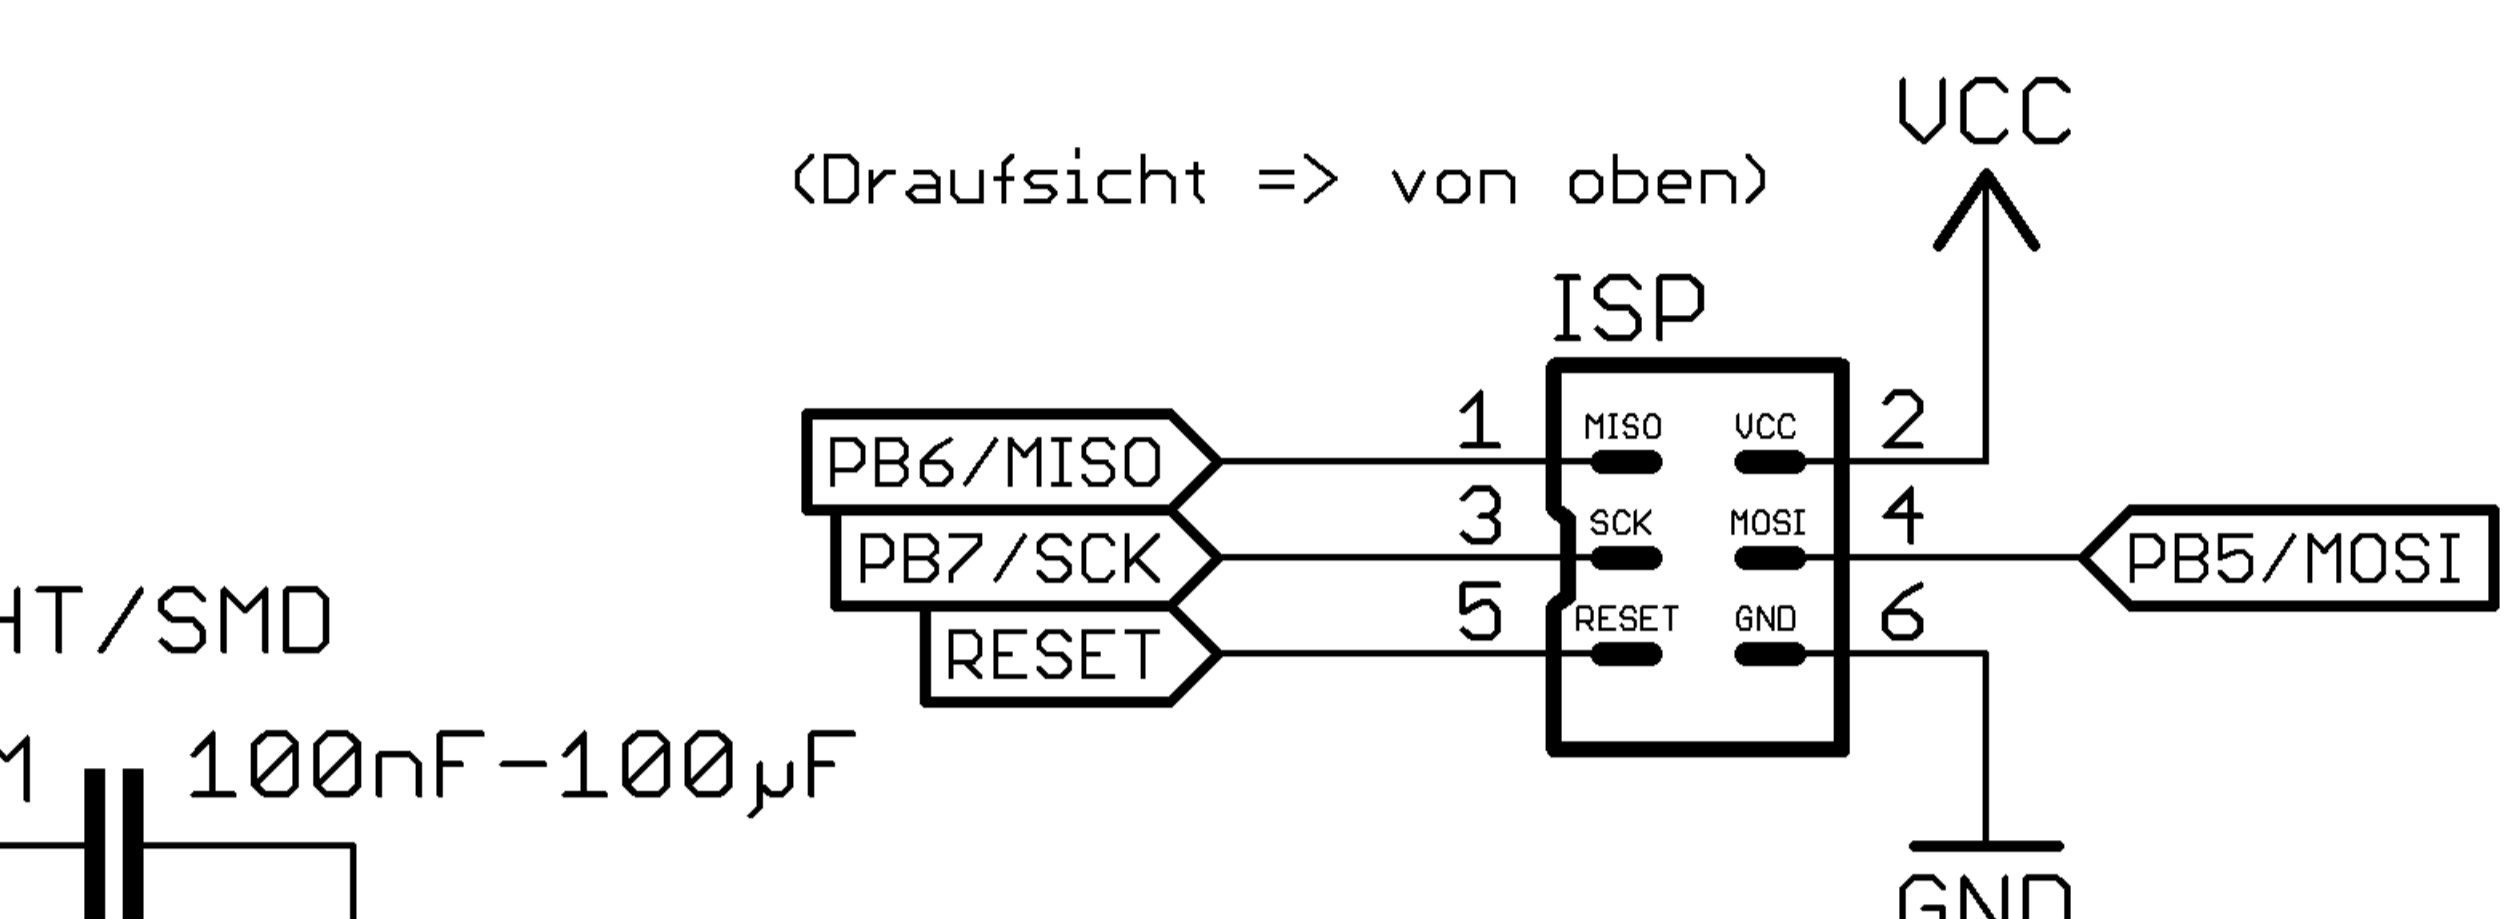 VCC
(Draufsicht => von oben)
ISP
1 MISO VCC 2
PB6/MISO
3 SCK MOSI 4
PB7/SCK PB5/MOSI
5 RESET GND 6
RESET
HT/SMD
100nF-100µF
GND